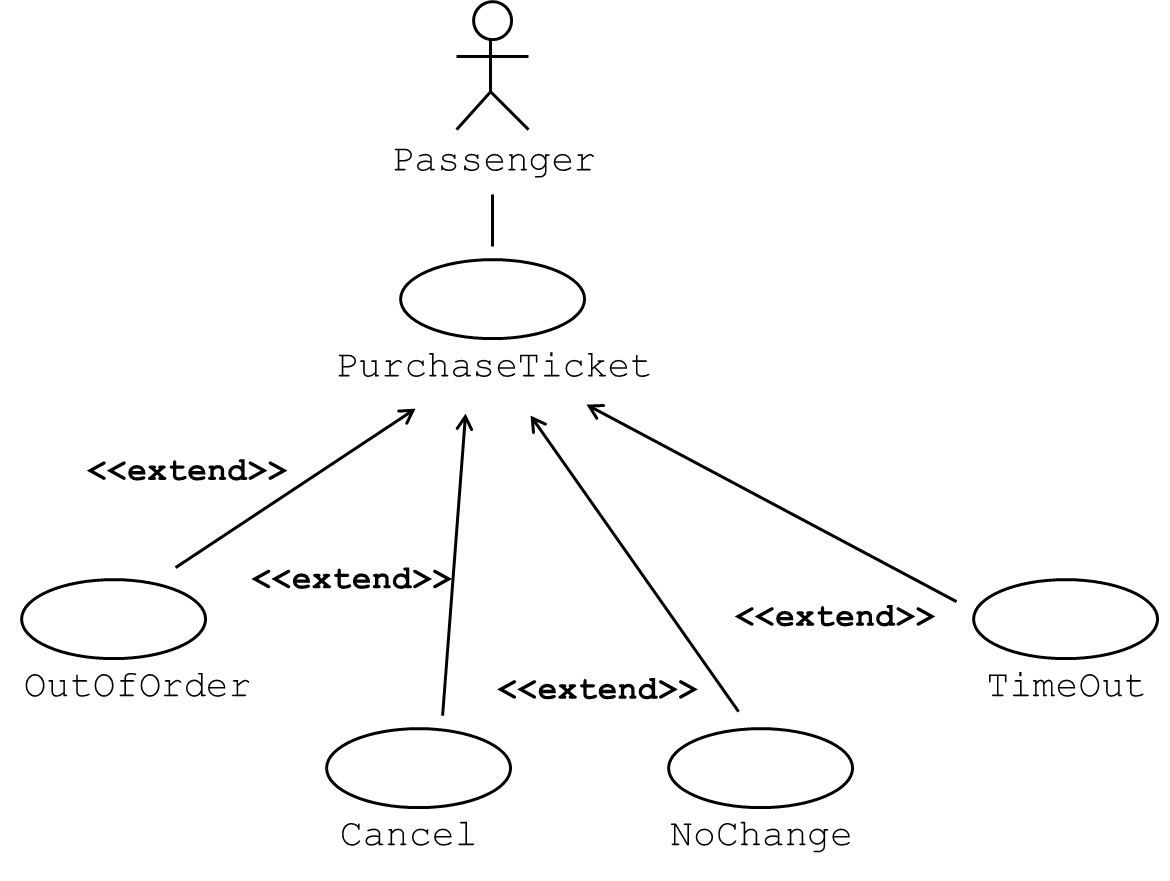 Passenger
PurchaseTicket
<<extend>>
<<extend>>
<<extend>>
<<extend>>
OutOfOrder
TimeOut
Cancel
NoChange